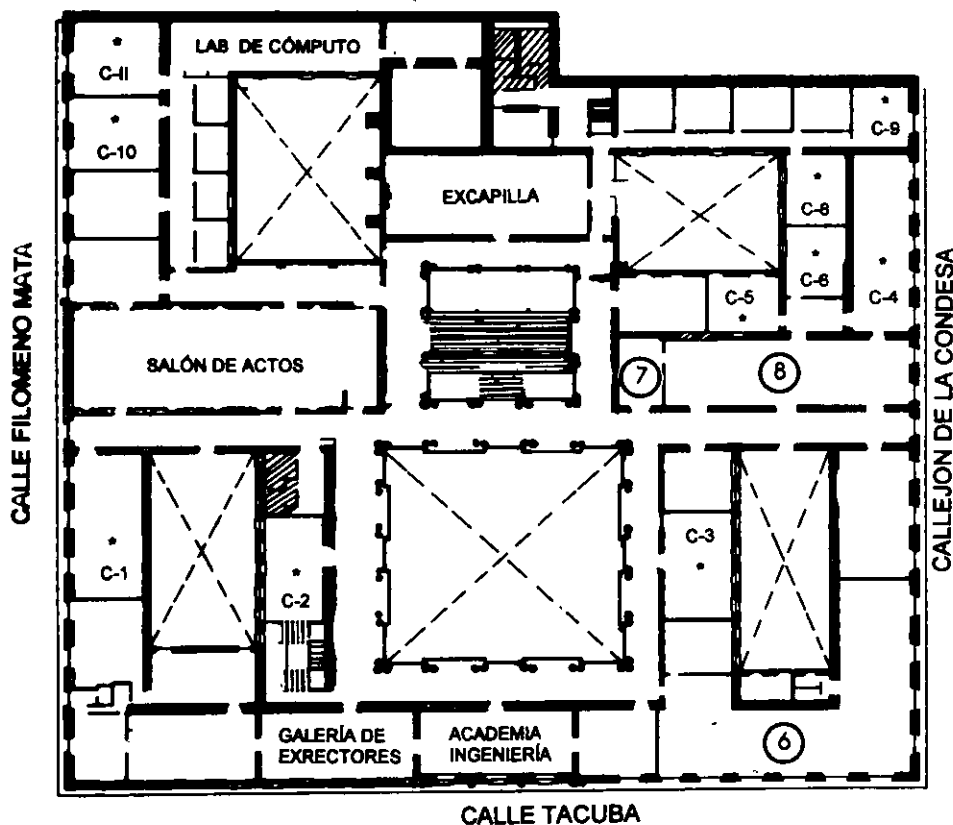 LAB DE CÓMPUTO
C-11
C-10
C-9
EXCAPILLA
C-8
C-6
C-5
C-4
CALLE FILOMENO MATA
SALÓN DE ACTOS
7
8
CALLEJON DE LA CONDESA
C-1
C-2
C-3
GALERÍA DE
EXRECTORES
ACADEMIA
INGENIERÍA
6
CALLE TACUBA